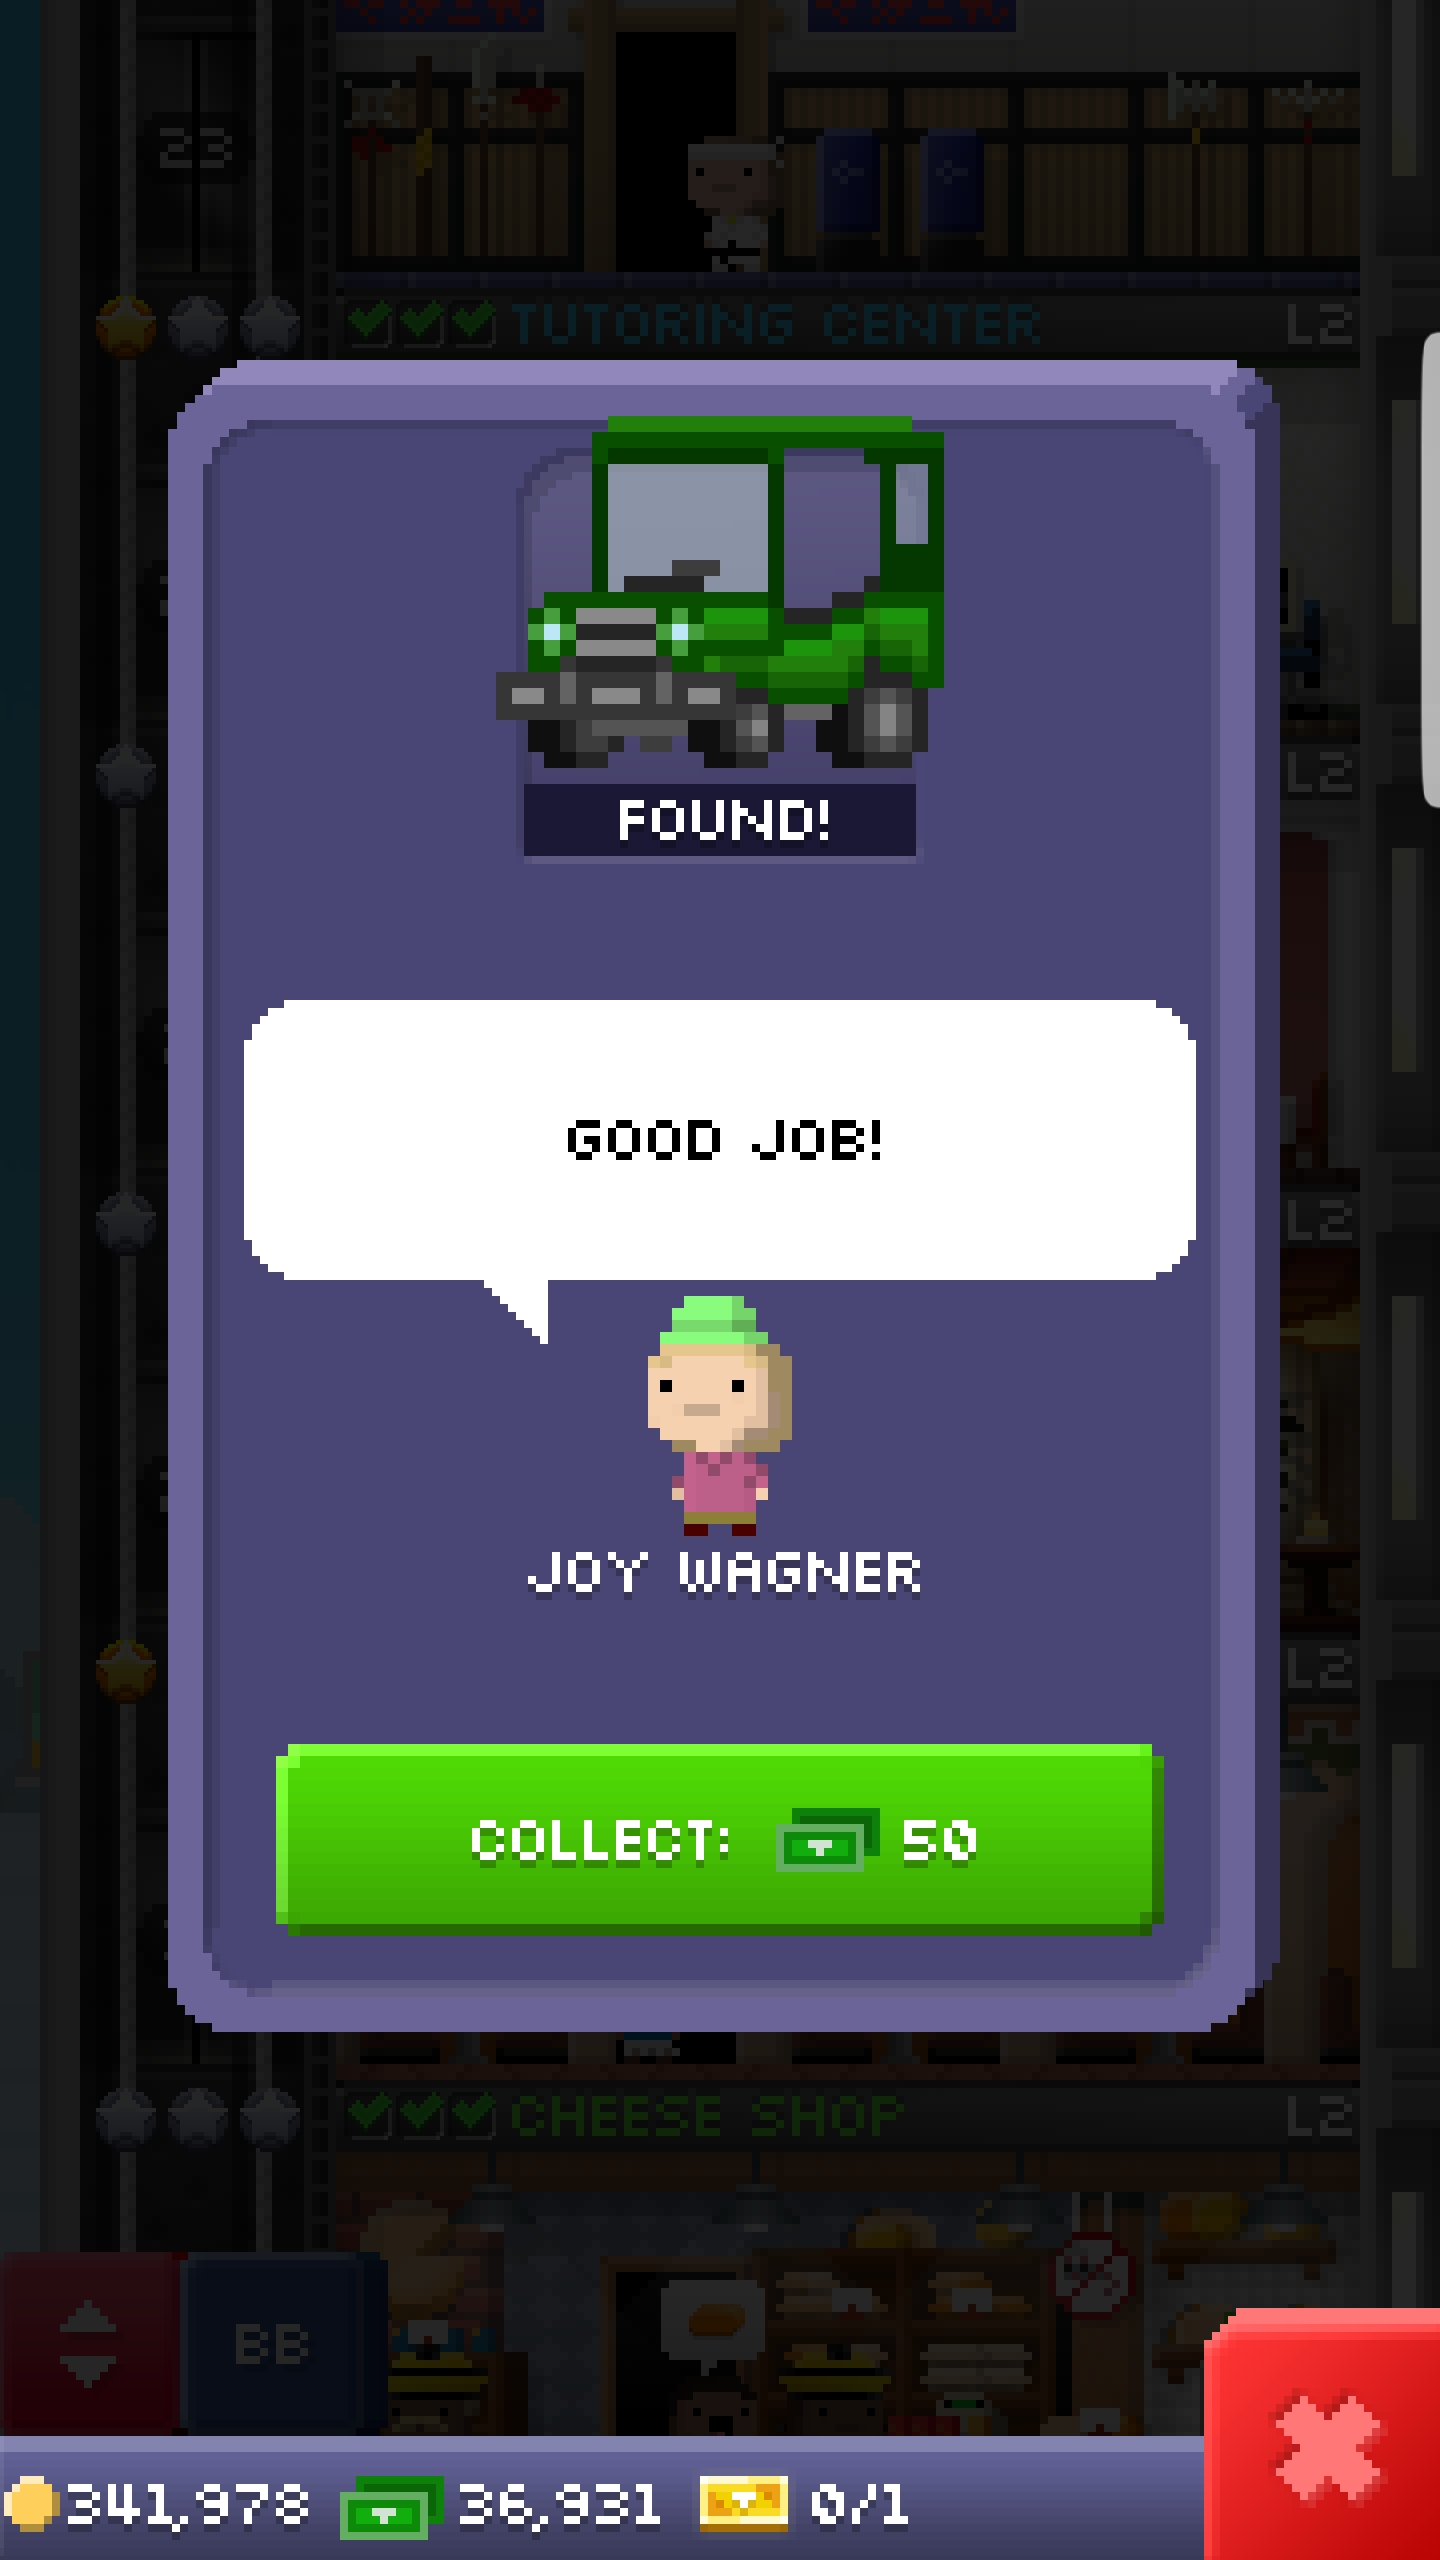 23
TUTORING CENTER L2
FOUND!
L2
GOOD JOB!
L2
JOY WAGNER
L2
COLLECT: 50
CHEESE SHOP L2
BB
341,978 36,931 0/1